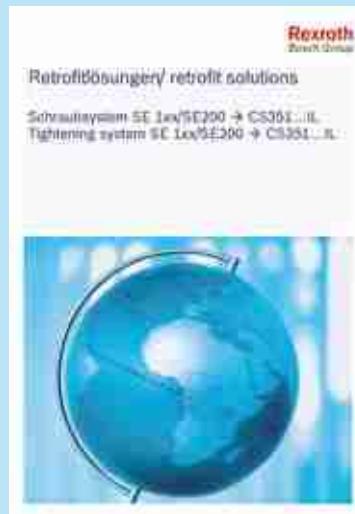 Rexroth
Bosch Group
Retrofitlösungen/ retrofit solutions
Schraubsystem SE 1xx/SE200 → CS351...IL
Tightening system SE 1xx/SE200 → CS351...IL